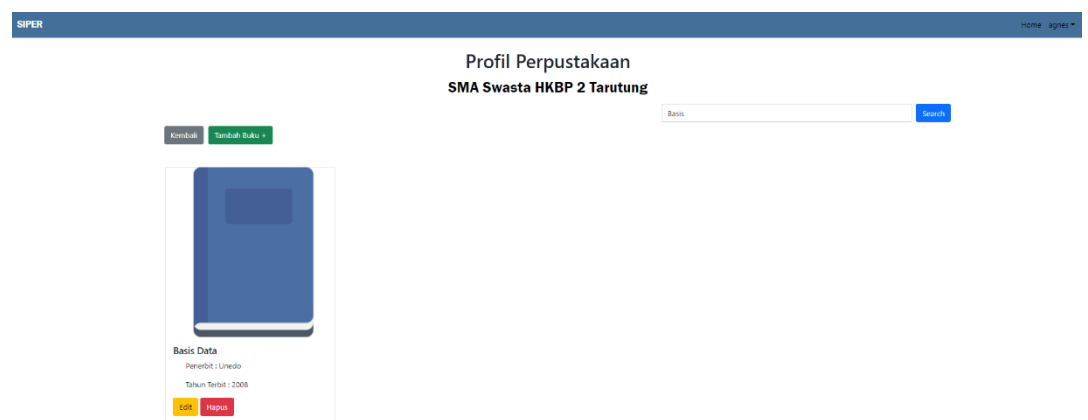 SIPER
Home agnes
Profil Perpustakaan
SMA Swasta HKBP 2 Tarutung
Basis Search
Kembali Tambah Buku +
Basis Data
Penerbit : Unedo
Tahun Terbit : 2008
Edit Hapus